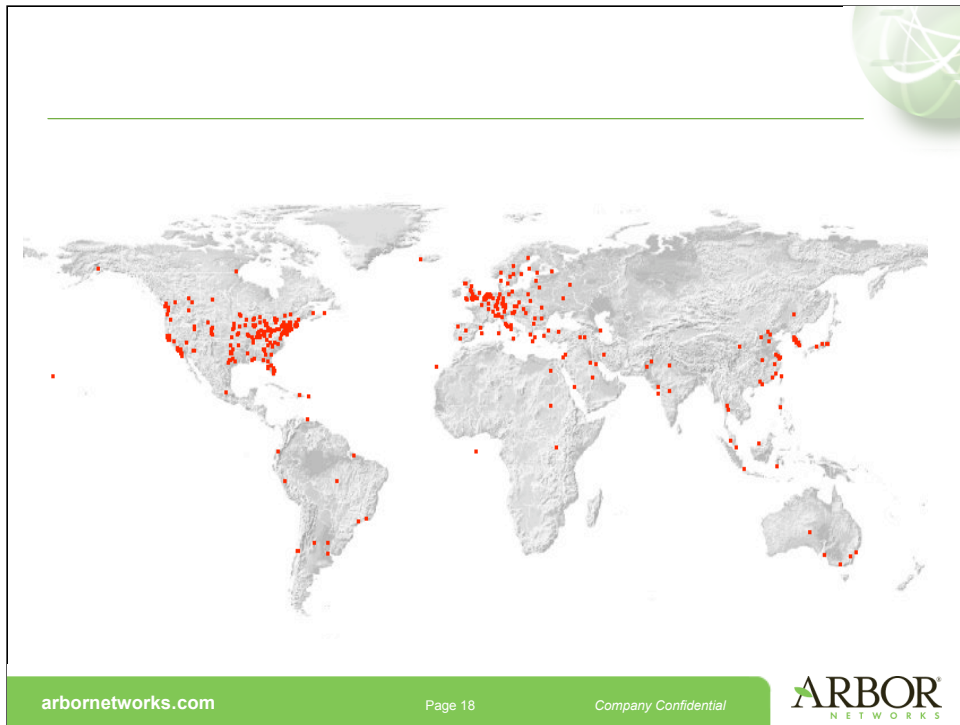 arbornetworks.com
Page 18
Company Confidential
ARBOR®
NETWORKS